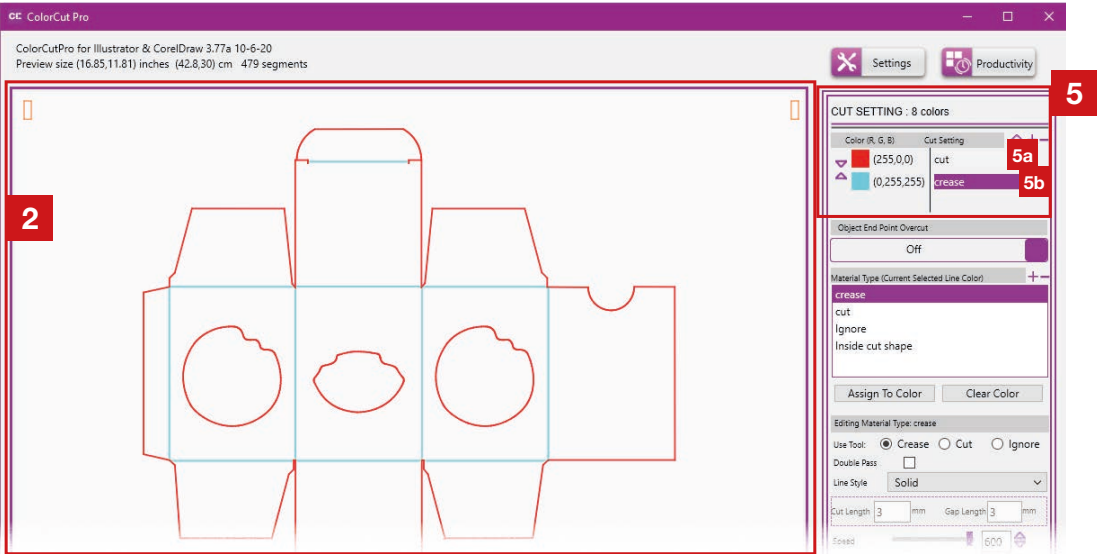 CC ColorCut Pro
ColorCutPro for Illustrator & CorelDraw 3.77a 10-6-20
Preview size (16.85,11.81) inches (42.8,30) cm 479 segments
Settings
Productivity
5
CUT SETTING : 8 colors
Color (R, G, B) Cut Setting
5a
(255,0,0) cut
(0,255,255) crease
5b
2
Object End Point Overcut
Off
Material Type (Current Selected Line Color)
crease
cut
Ignore
Inside cut shape
Assign To Color Clear Color
Editing Material Type: crease
Use Tool: Crease Cut Ignore
Double Pass
Line Style Solid
Cut Length 3 mm Gap Length 3 mm
Speed 600